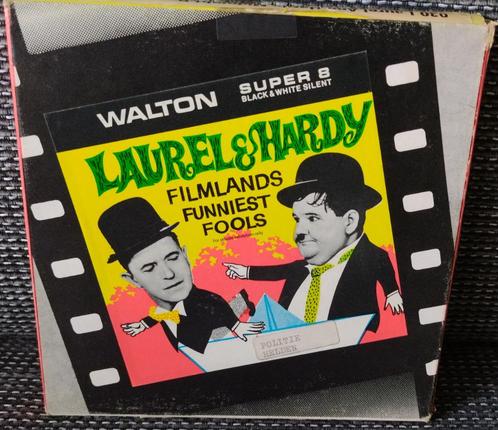 WALTON
SUPER 8
BLACK & WHITE SILENT
LAUREL & HARDY
FILMLANDS
FUNNIEST
FOOLS
POLITIE
HELDEN